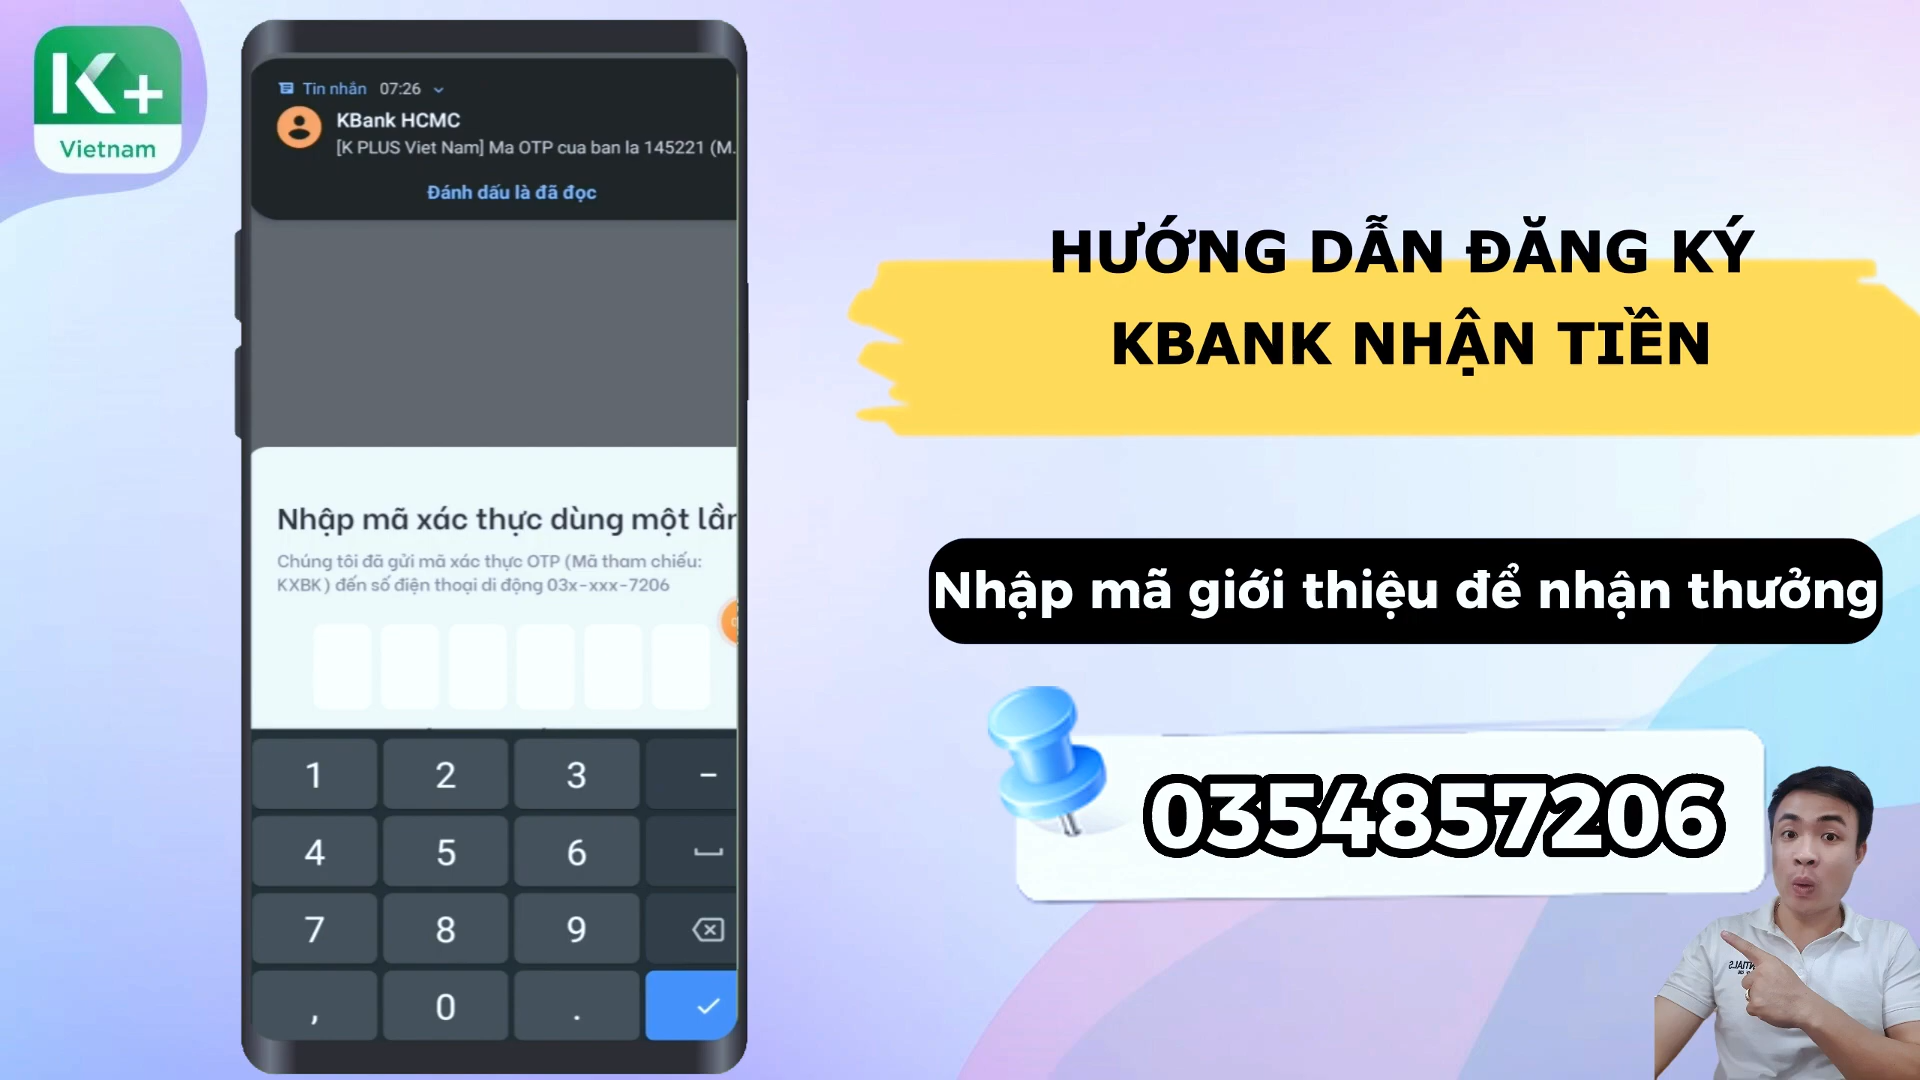 K+
Vietnam
Tin nhắn 07:26
KBank HCMC
[K PLUS Viet Nam] Ma OTP cua ban la 145221 (M.
Đánh dấu là đã đọc
Nhập mã xác thực dùng một lần
Chúng tôi đã gửi mã xác thực OTP (Mã tham chiếu:
KXBK) đến số điện thoại di động 03x-xxx-7206
1 2 3 -
4 5 6
7 8 9
, 0 .
HƯỚNG DẪN ĐĂNG KÝ
KBANK NHẬN TIỀN
Nhập mã giới thiệu để nhận thưởng
0354857206